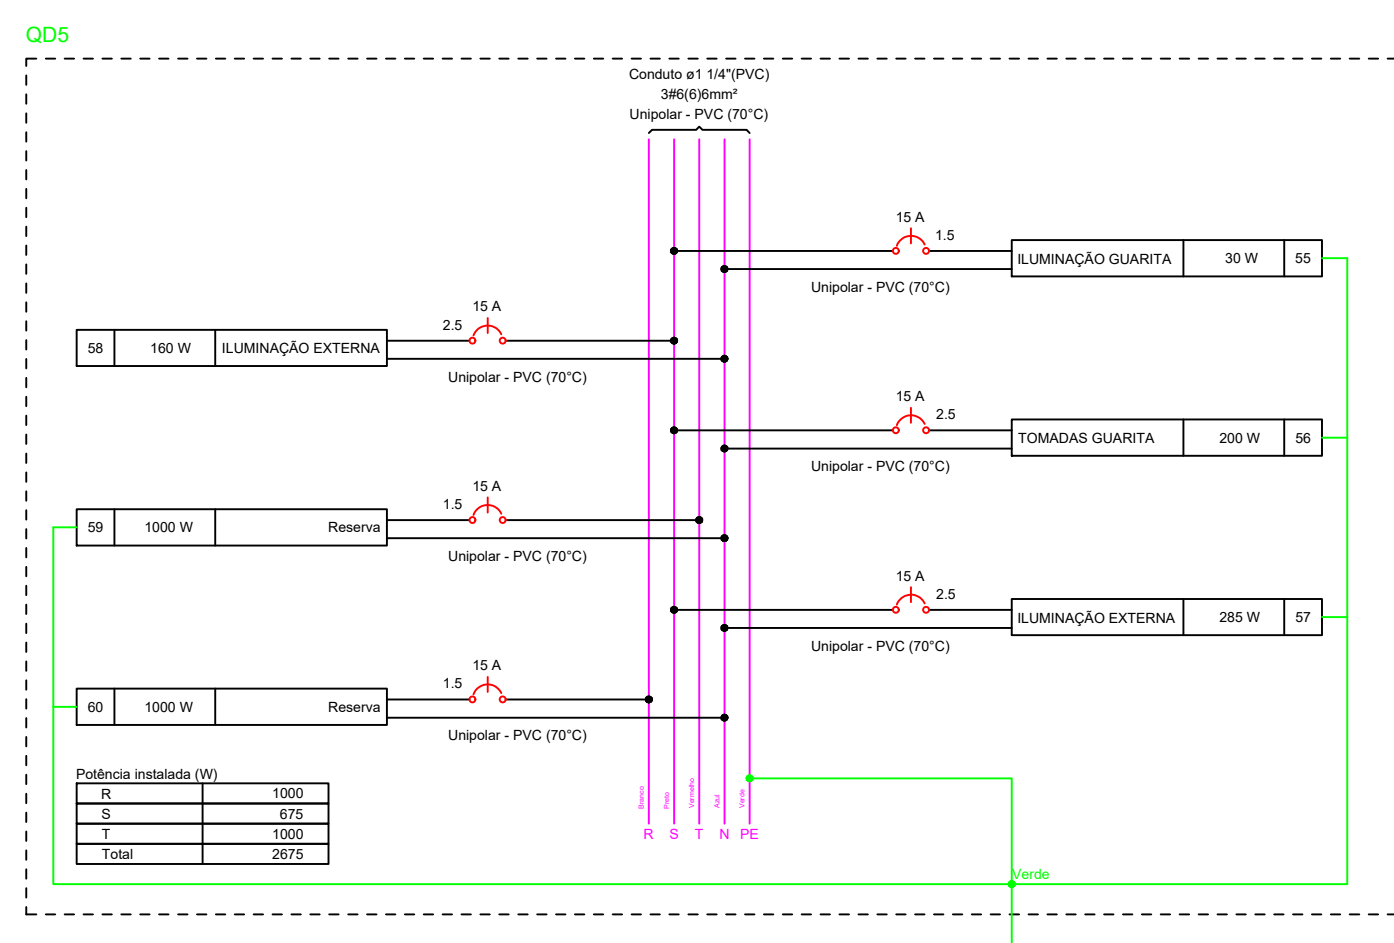 QD5
Conduto ø1 1/4"(PVC)
3#6(6)6mm²
Unipolar - PVC (70°C)
15 A
1.5
ILUMINAÇÃO GUARITA 30 W 55
Unipolar - PVC (70°C)
15 A
2.5
58 160 W ILUMINAÇÃO EXTERNA
Unipolar - PVC (70°C)
15 A
2.5
TOMADAS GUARITA 200 W 56
Unipolar - PVC (70°C)
15 A
1.5
59 1000 W Reserva
Unipolar - PVC (70°C)
15 A
2.5
ILUMINAÇÃO EXTERNA 285 W 57
Unipolar - PVC (70°C)
15 A
1.5
60 1000 W Reserva
Unipolar - PVC (70°C)
Potência instalada (W)
R 1000
S 675
T 1000
Total 2675
Branco Preto Vermelho Azul Verde
R S T N PE
Verde